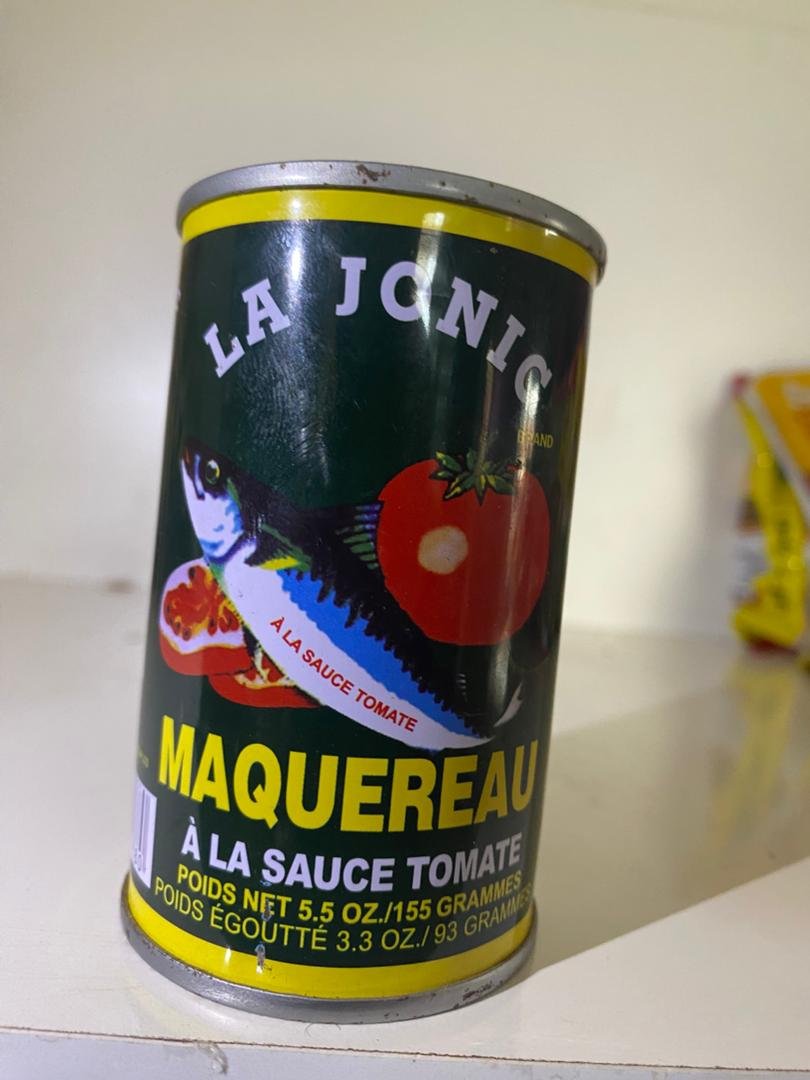 LA JONIC
BRAND
À LA SAUCE TOMATE
MAQUEREAU
À LA SAUCE TOMATE
POIDS NET 5.5 OZ./155 GRAMMES
POIDS ÉGOUTTÉ 3.3 OZ./ 93 GRAMMES